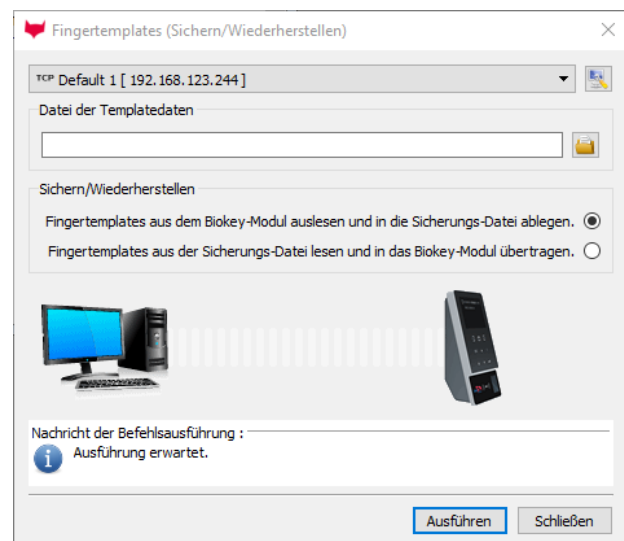 Fingertemplates (Sichern/Wiederherstellen)
TCP Default 1 [ 192.168.123.244 ]
Datei der Templatedaten
Sichern/Wiederherstellen
Fingertemplates aus dem Biokey-Modul auslesen und in die Sicherungs-Datei ablegen.
Fingertemplates aus der Sicherungs-Datei lesen und in das Biokey-Modul übertragen.
Nachricht der Befehlsausführung :
Ausführung erwartet.
Ausführen Schließen